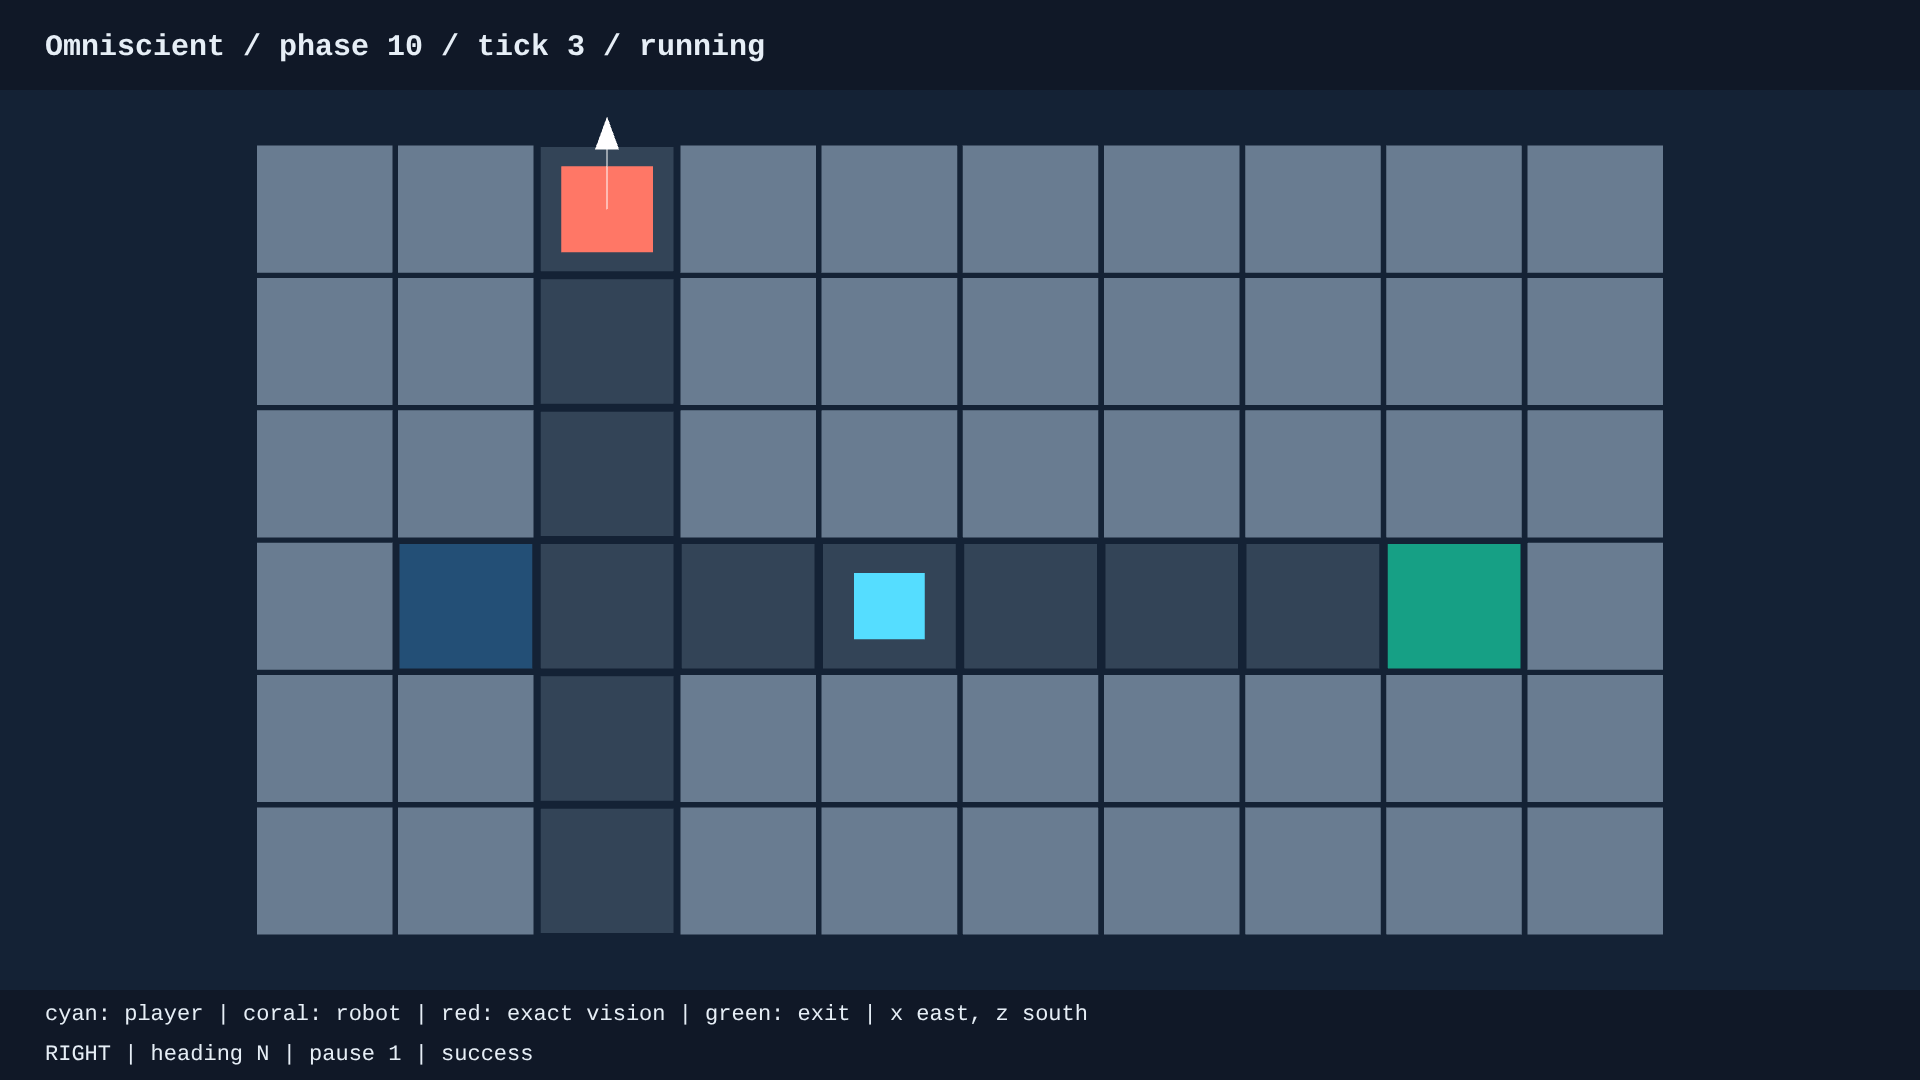 Omniscient / phase 10 / tick 3 / running
cyan: player | coral: robot | red: exact vision | green: exit | x east, z south
RIGHT | heading N | pause 1 | success